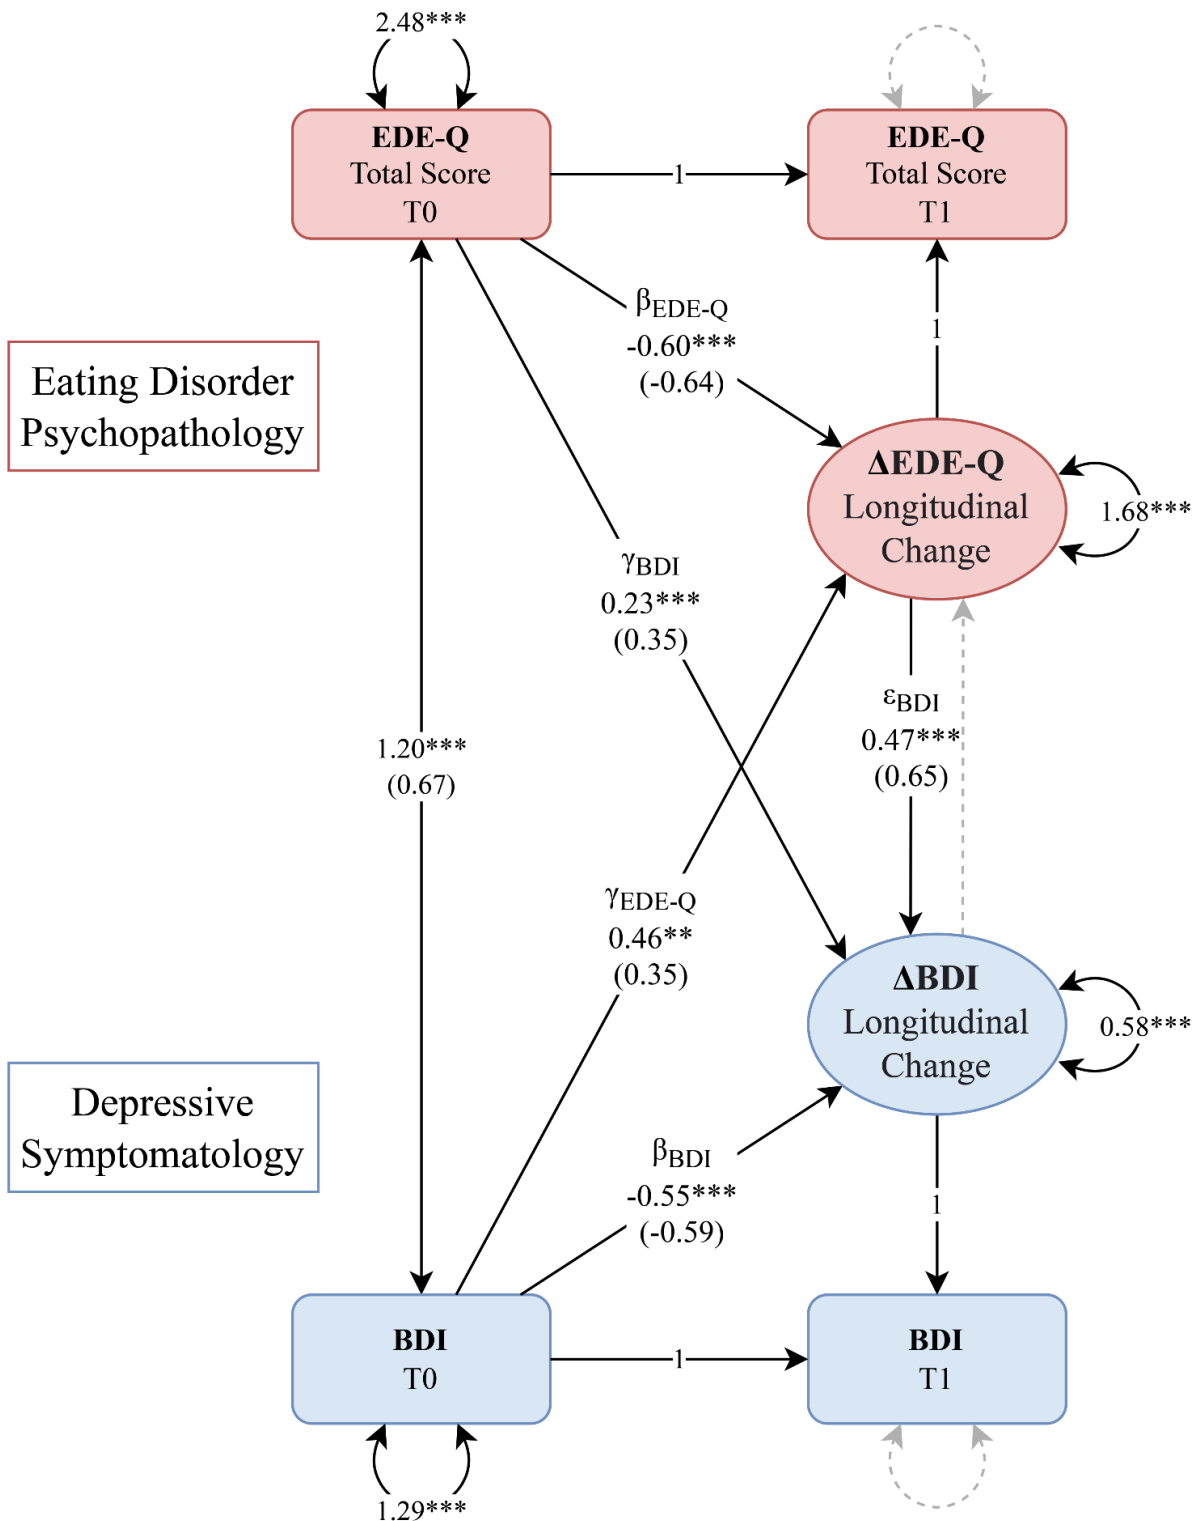 2.48***
EDE-Q
Total Score
T0
1
EDE-Q
Total Score
T1
βEDE-Q
-0.60***
(-0.64)
1
Eating Disorder
Psychopathology
ΔEDE-Q
Longitudinal
Change
1.68***
γBDI
0.23***
(0.35)
εBDI
0.47***
(0.65)
1.20***
(0.67)
γEDE-Q
0.46**
(0.35)
ΔBDI
Longitudinal
Change
0.58***
Depressive
Symptomatology
βBDI
-0.55***
(-0.59)
1
BDI
T0
1
BDI
T1
1.29***